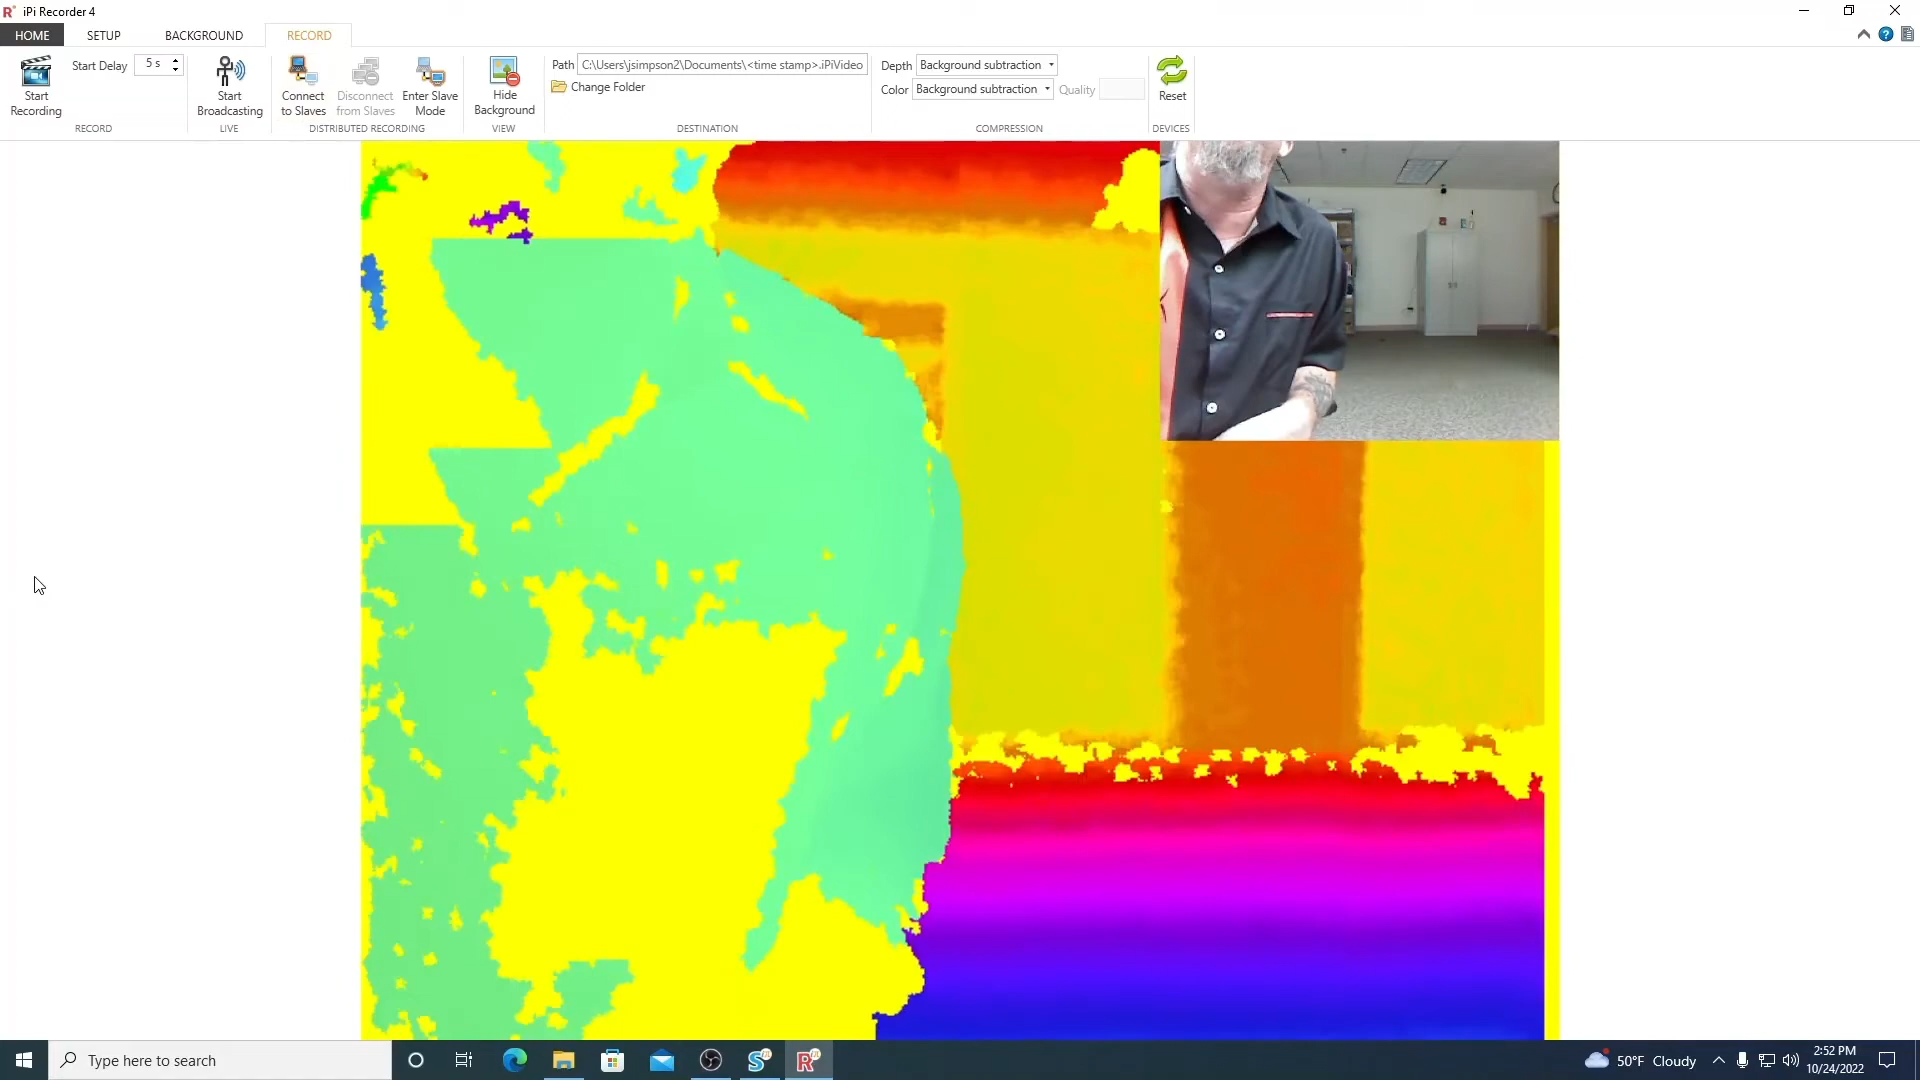 iPi Recorder 4
HOME SETUP BACKGROUND RECORD
Start Recording
Start Delay 5 s
RECORD
Start Broadcasting
LIVE
Connect to Slaves
Disconnect from Slaves
Enter Slave Mode
DISTRIBUTED RECORDING
Hide Background
VIEW
Path C:\Users\jsimpson2\Documents\<time stamp>.iPiVideo
Change Folder
DESTINATION
Depth Background subtraction
Color Background subtraction Quality
COMPRESSION
Reset
DEVICES
Type here to search
50°F Cloudy
2:52 PM
10/24/2022